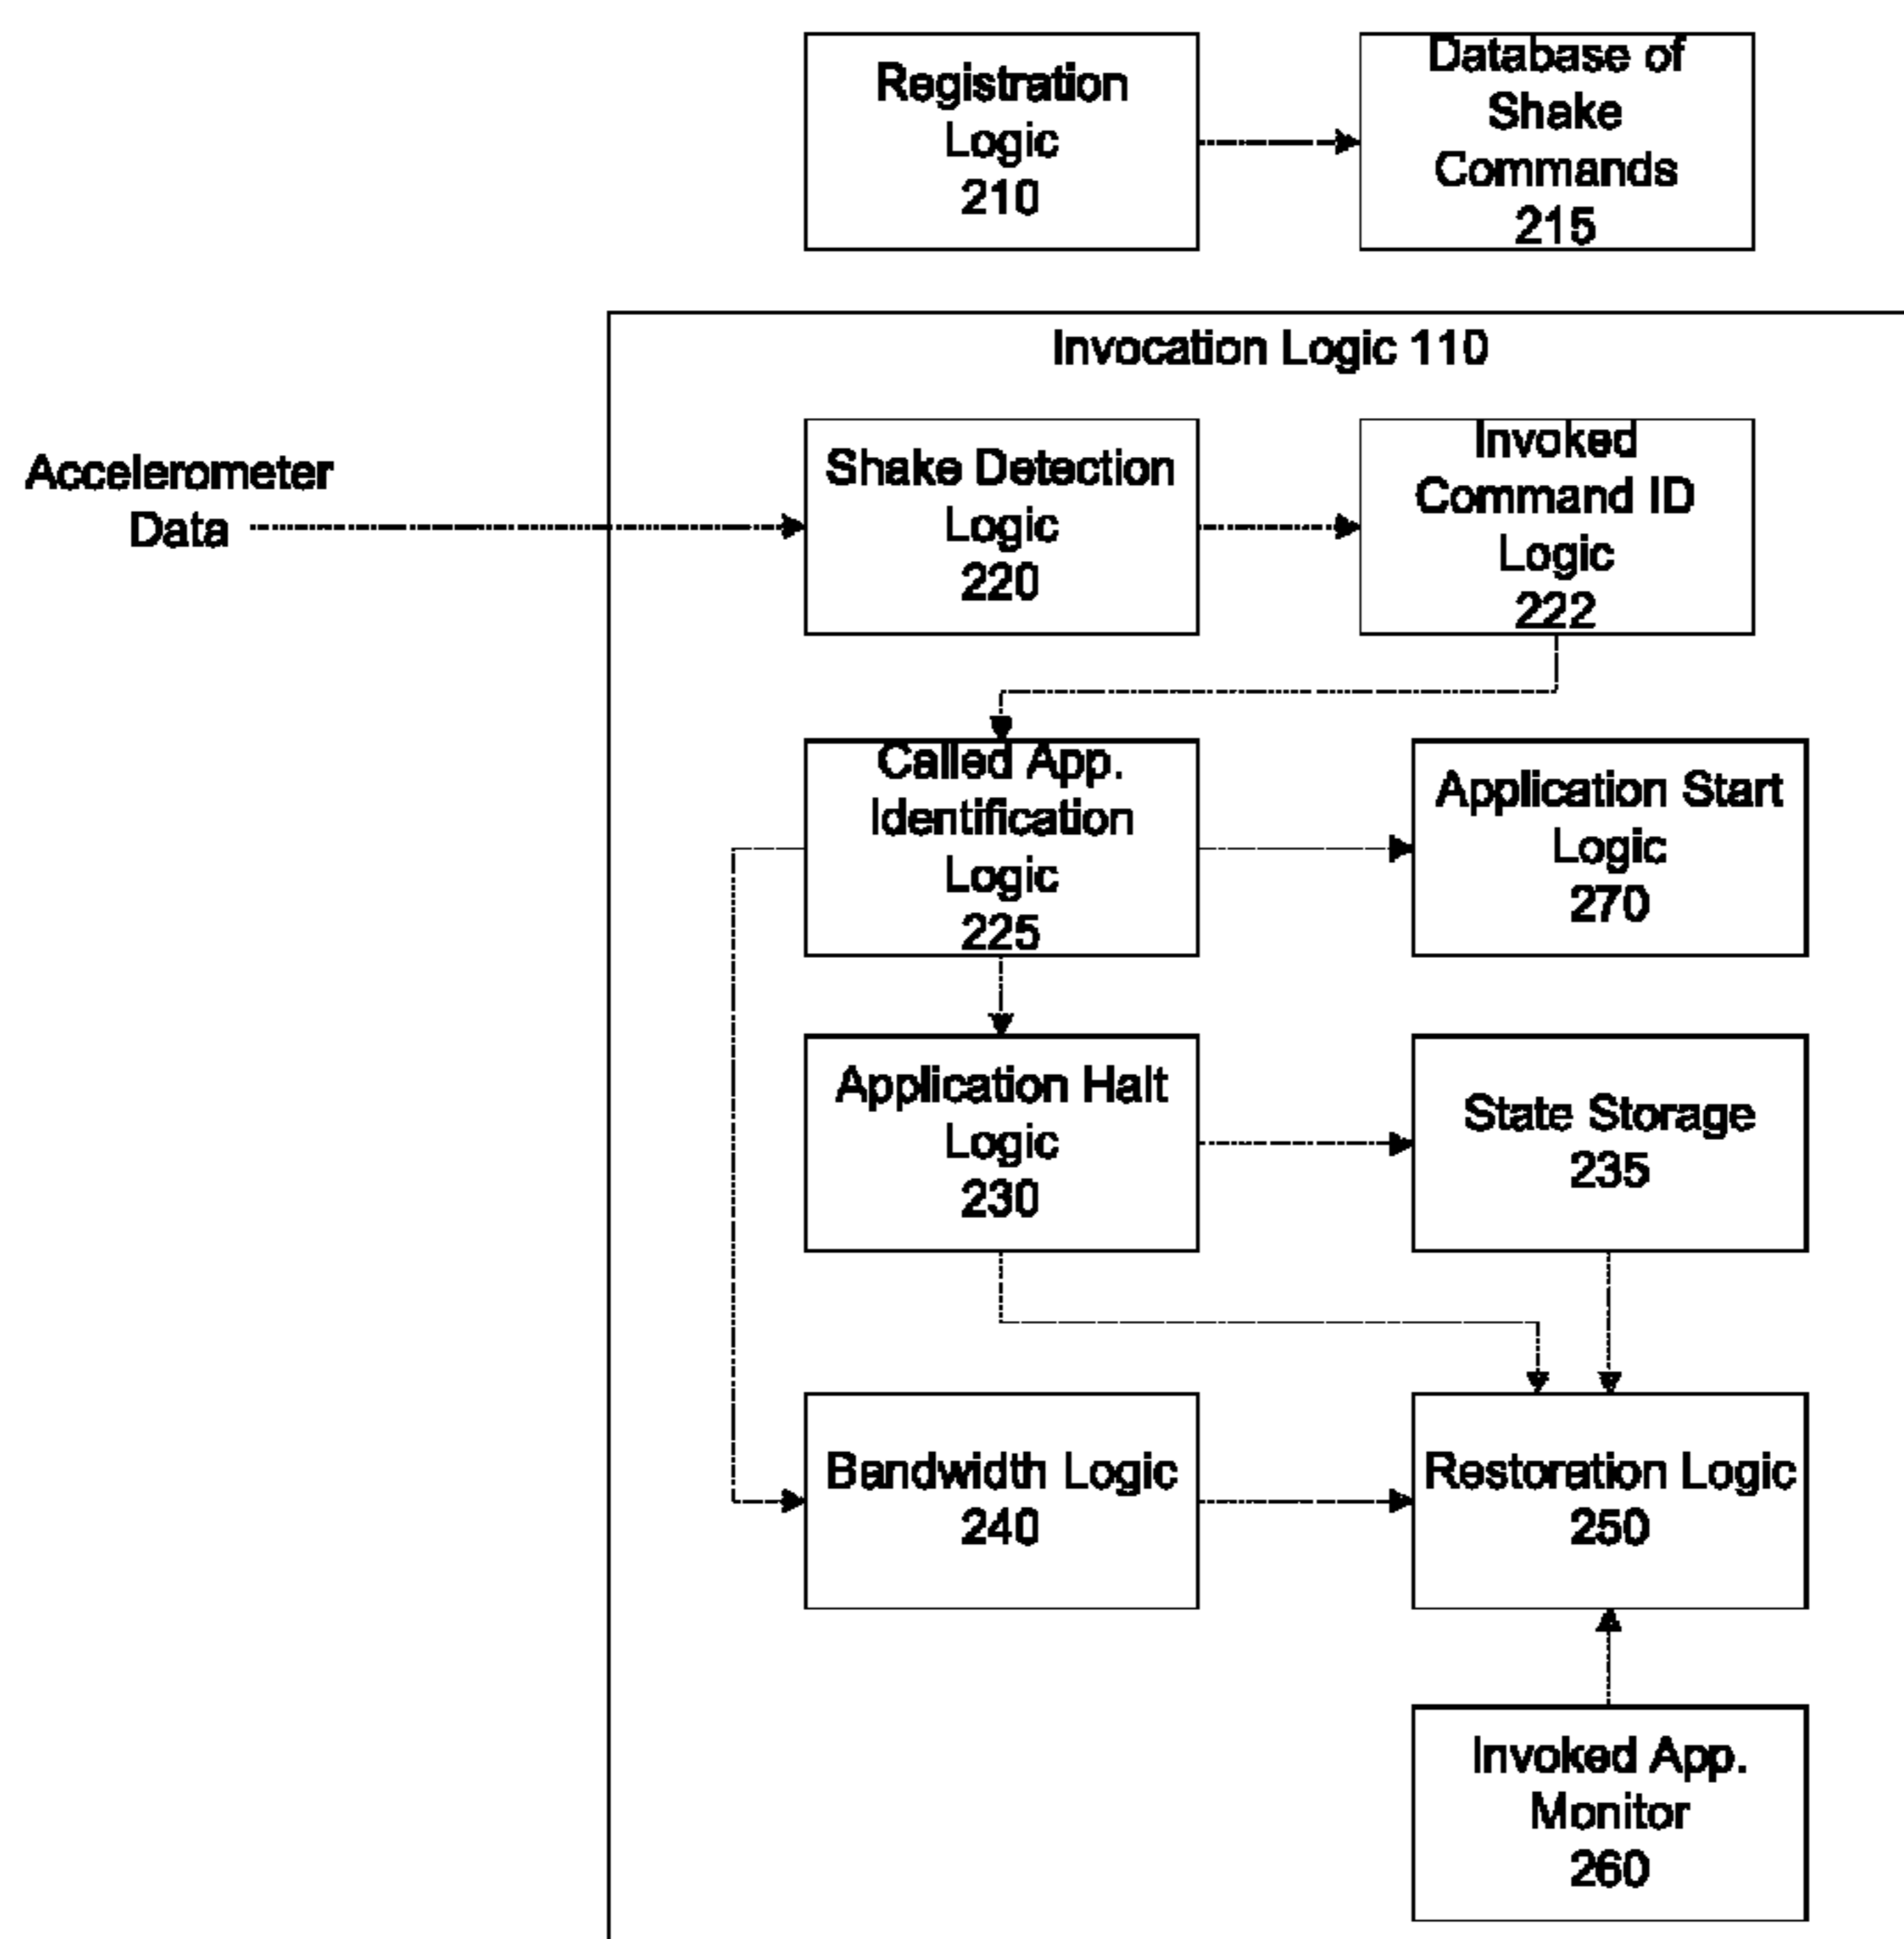 Registration
Logic
210
Database of
Shake
Commands
215
Invocation Logic 110
Accelerometer
Data
Shake Detection
Logic
220
Invoked
Command ID
Logic
222
Called App.
Identification
Logic
225
Application Start
Logic
270
Application Halt
Logic
230
State Storage
235
Bandwidth Logic
240
Restoration Logic
250
Invoked App.
Monitor
260